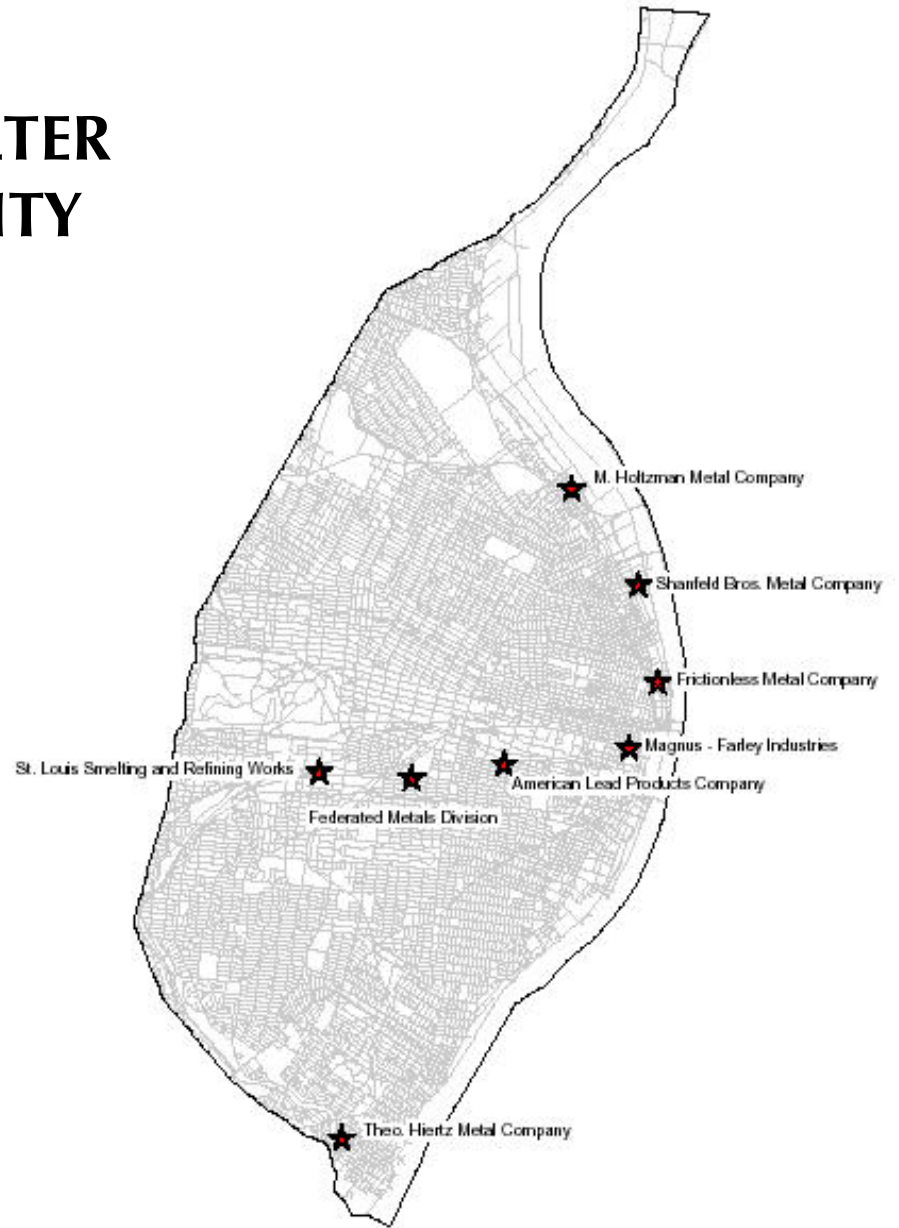 LTER
ITY
M. Holtzman Metal Company
Shanfeld Bros. Metal Company
Frictionless Metal Company
Magnus - Farley Industries
St. Louis Smelting and Refining Works
American Lead Products Company
Federated Metals Division
Theo. Hiertz Metal Company